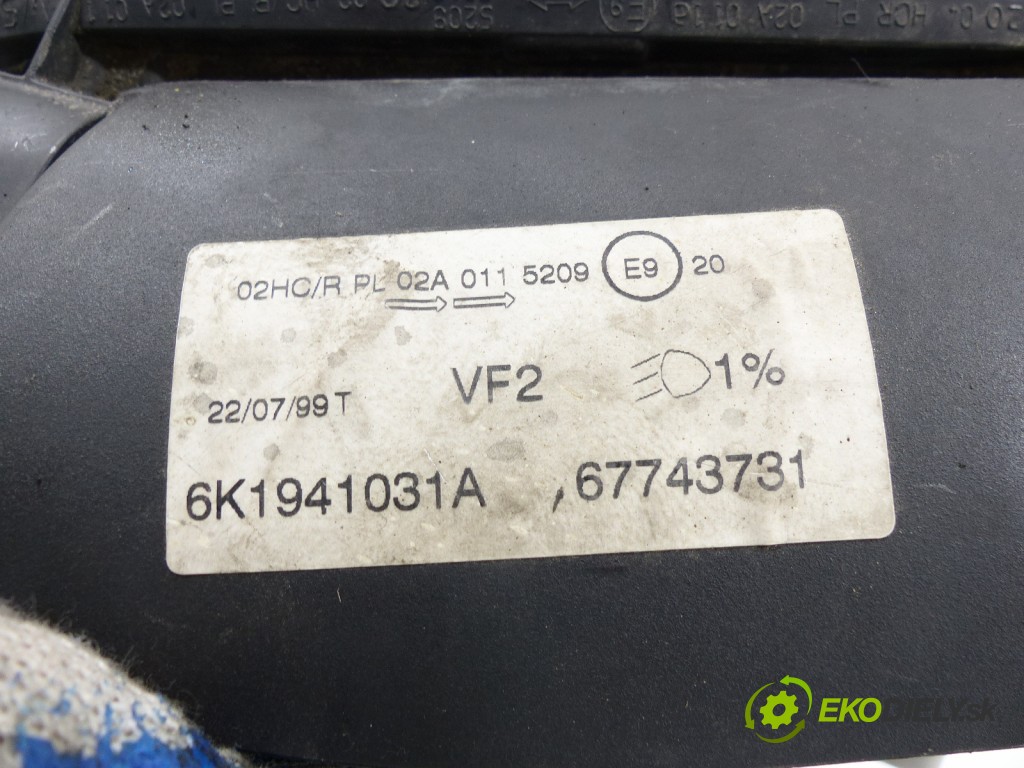 02HC/R PL 02A 011 5209 E9 20
VF2 1%
22/07/99 T
6K1941031A ,67743731
EKODIELY.sk